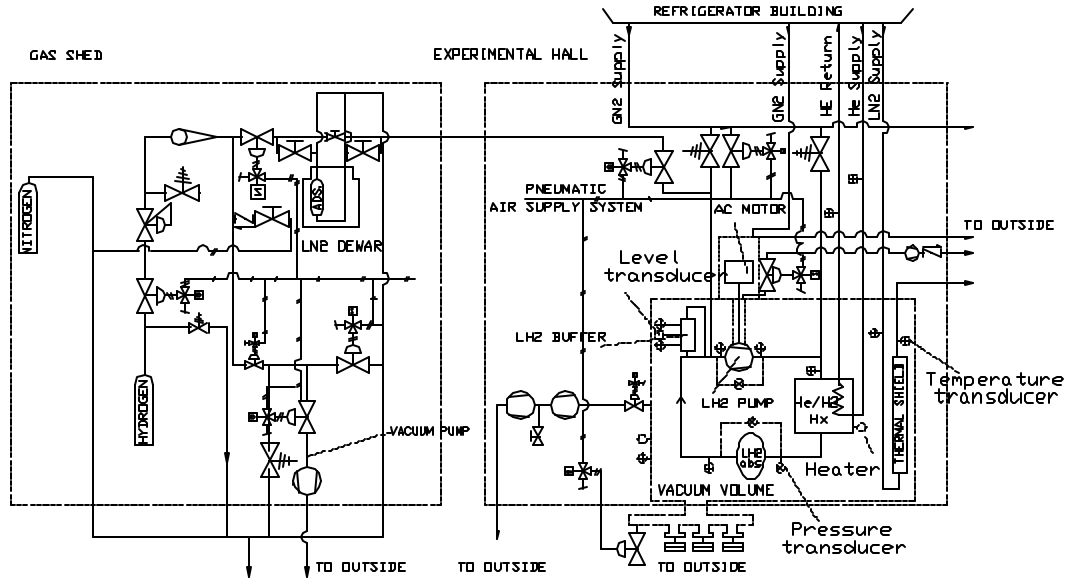 REFRIGERATOR BUILDING
GAS SHED
EXPERIMENTAL HALL
GN2 Supply
GN2 Supply
HE Return
He Supply
LN2 Supply
NITROGEN
ADS.
PNEUMATIC
AIR SUPPLY SYSTEM
AC MOTOR
TO OUTSIDE
LN2 DEWAR
Level
transducer
LH2 BUFFER
Temperature
transducer
HYDROGEN
LH2 PUMP
He/H2
Hx
THERMAL SHIELD
VACUUM PUMP
LH2
abs
Heater
VACUUM VOLUME
Pressure
transducer
TO OUTSIDE
TO OUTSIDE
TO OUTSIDE